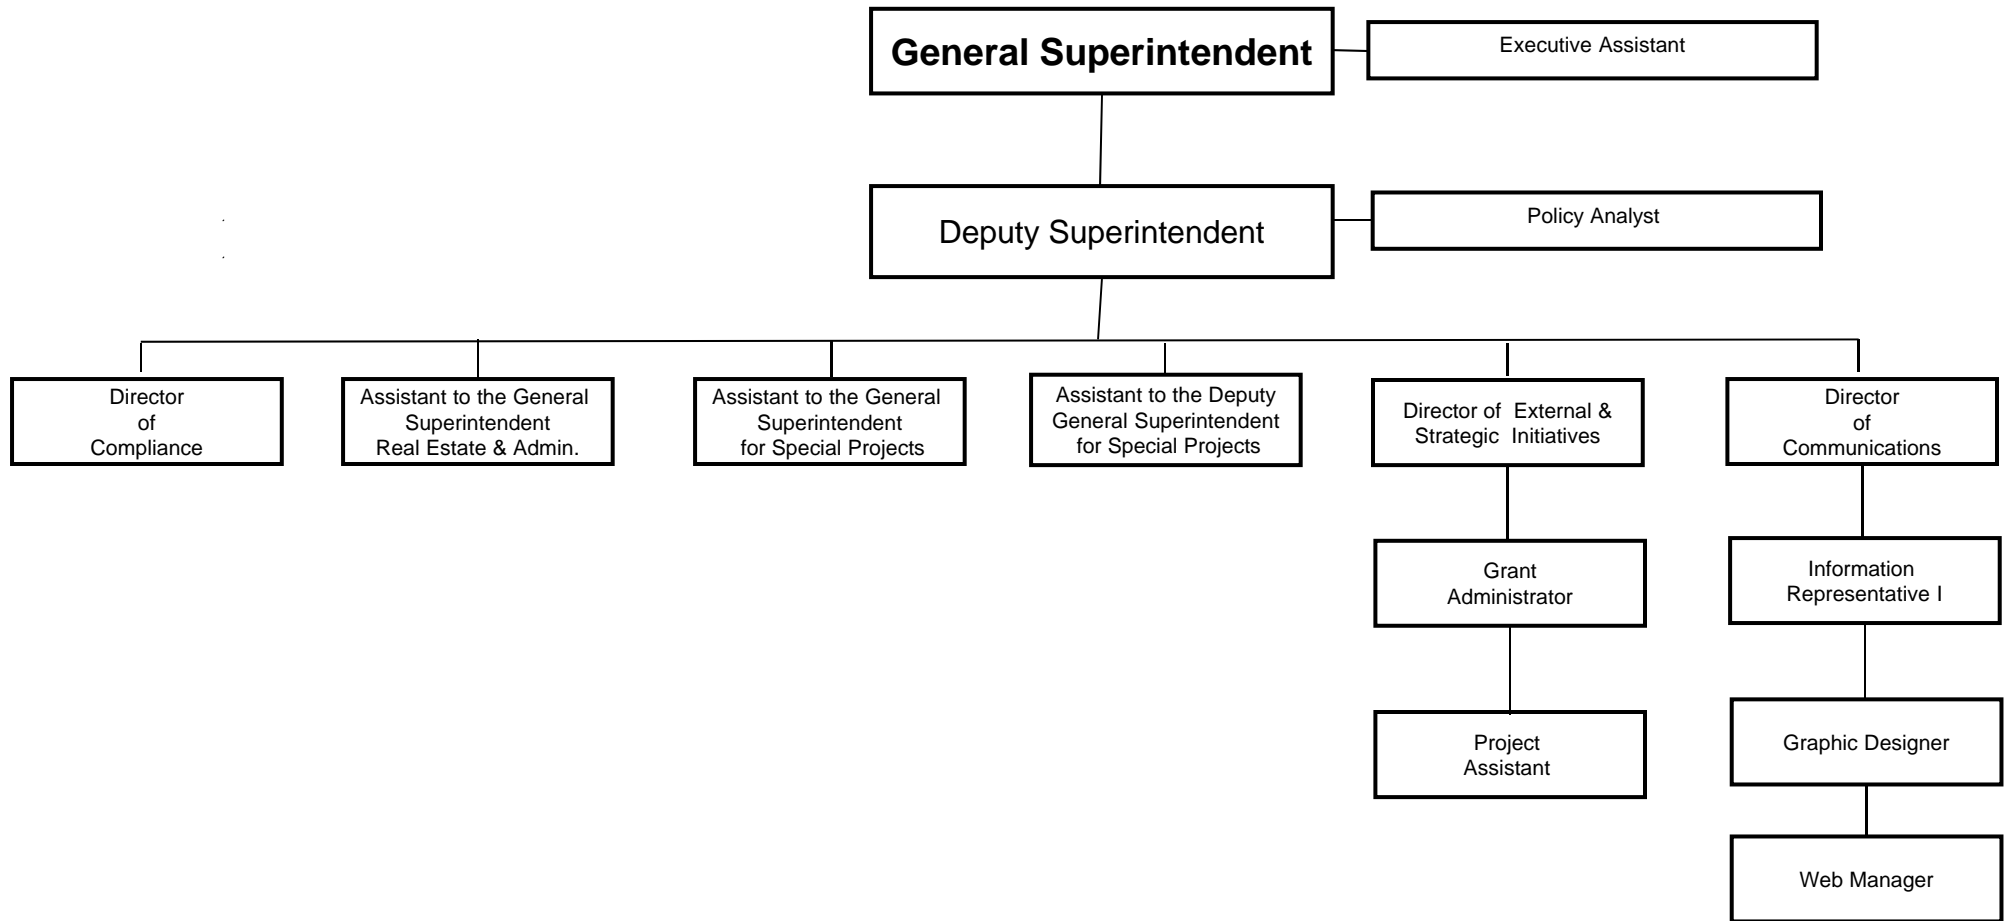 General Superintendent
Executive Assistant
Deputy Superintendent
Policy Analyst
Director
of
Compliance
Assistant to the General
Superintendent
Real Estate & Admin.
Assistant to the General
Superintendent
for Special Projects
Assistant to the Deputy
General Superintendent
for Special Projects
Director of External &
Strategic Initiatives
Director
of
Communications
Grant
Administrator
Information
Representative I
Project
Assistant
Graphic Designer
Web Manager